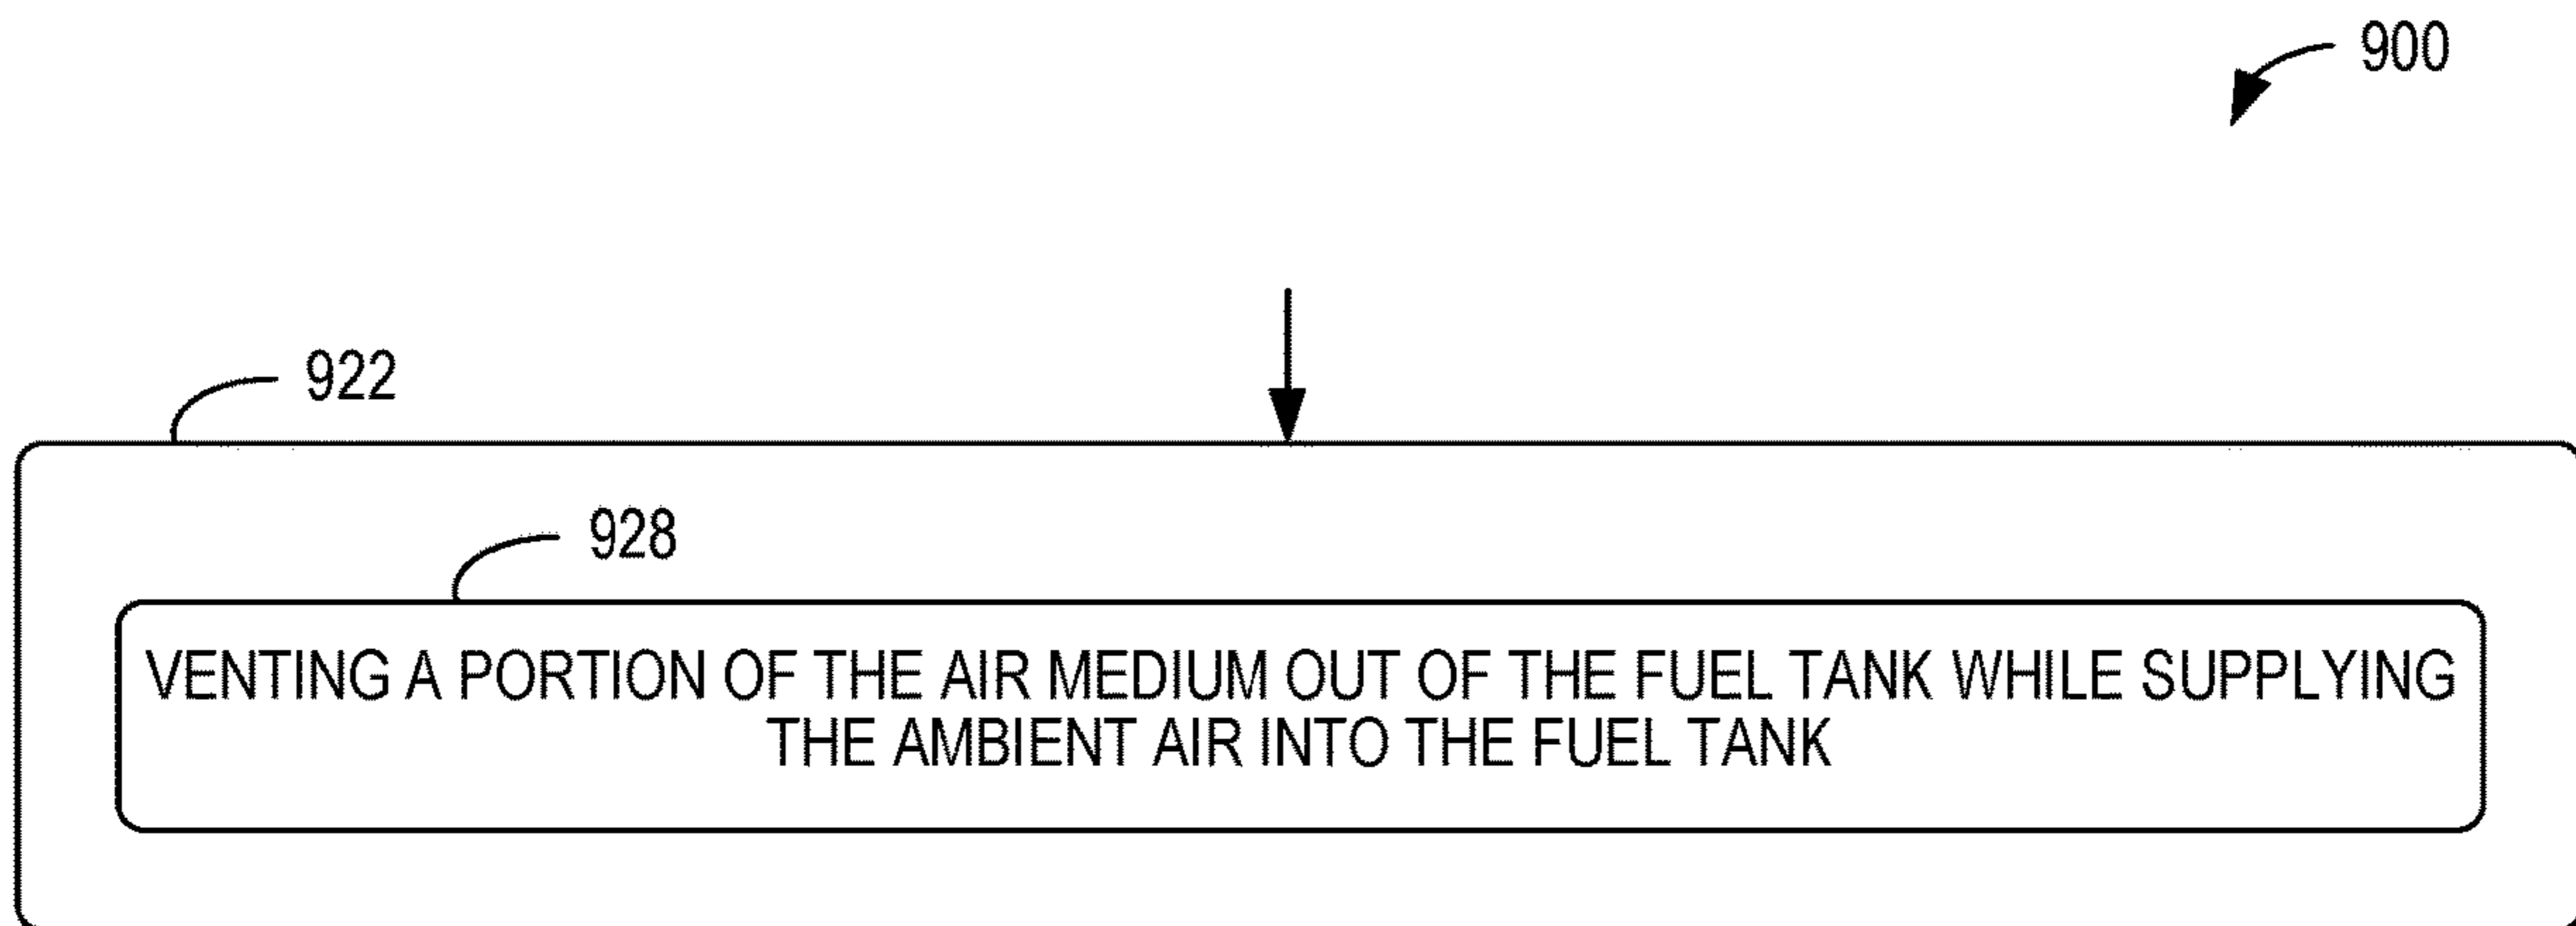 900
922
928
VENTING A PORTION OF THE AIR MEDIUM OUT OF THE FUEL TANK WHILE SUPPLYING
THE AMBIENT AIR INTO THE FUEL TANK